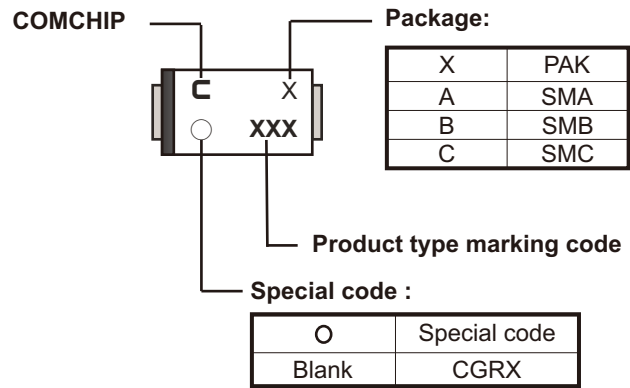 COMCHIP
Package:
X PAK
A SMA
B SMB
C SMC
C X
○ XXX
Product type marking code
Special code :
O Special code
Blank CGRX